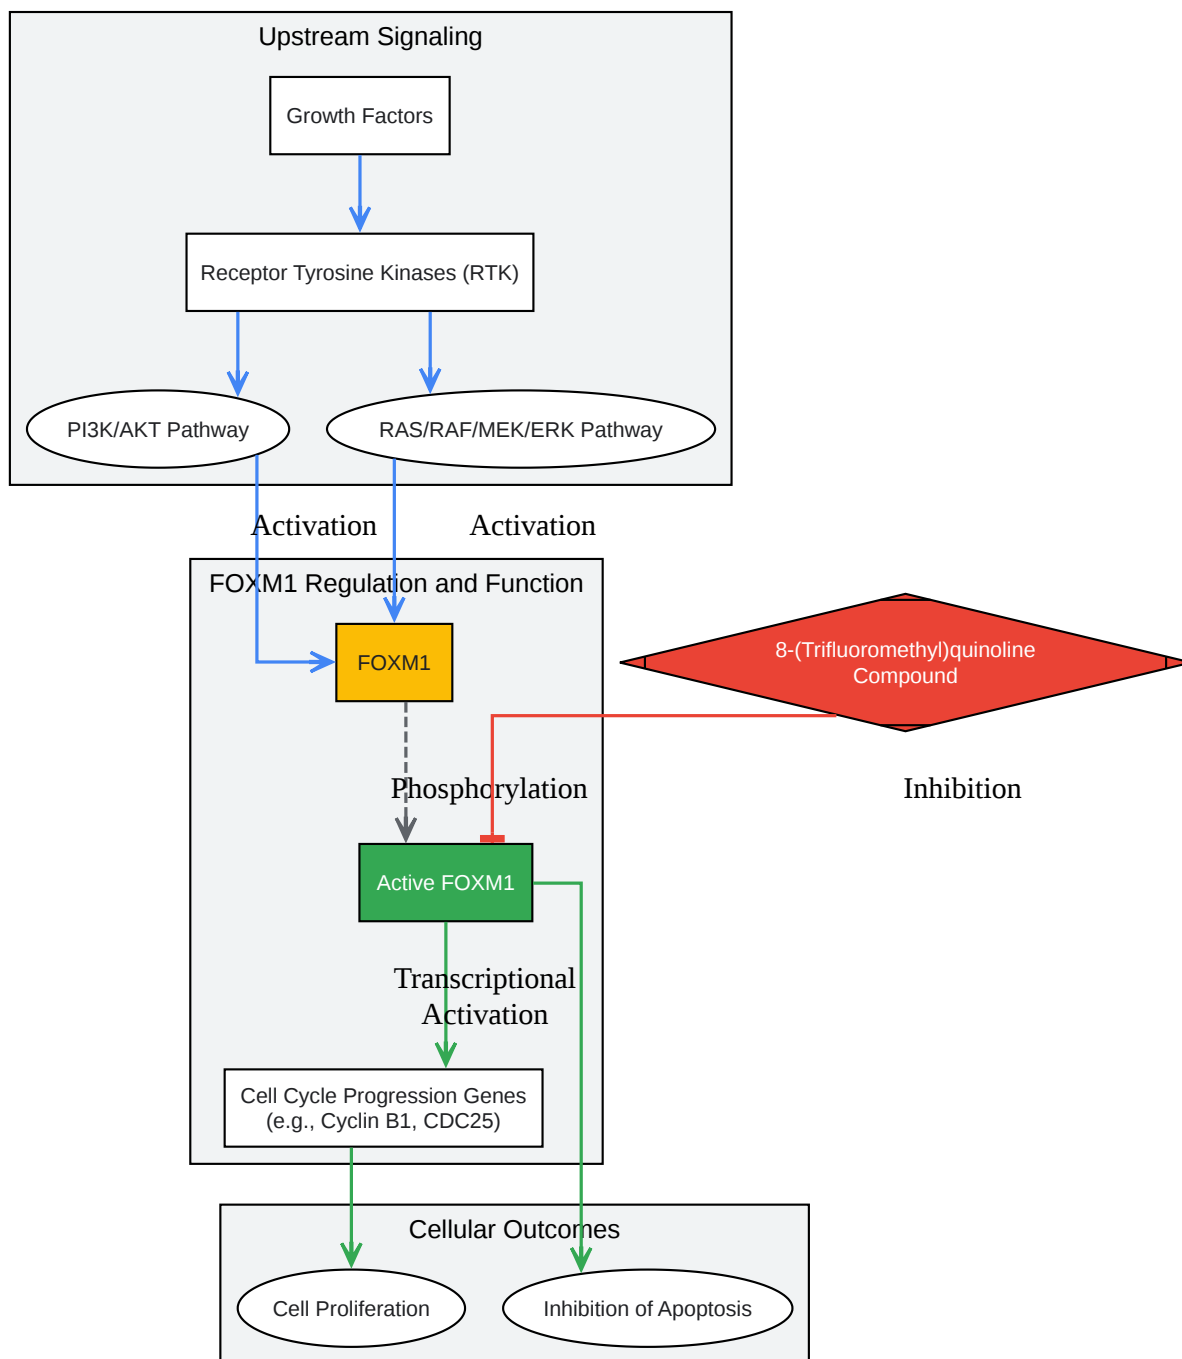 Upstream Signaling
Growth Factors
Receptor Tyrosine Kinases (RTK)
PI3K/AKT Pathway
RAS/RAF/MEK/ERK Pathway
Activation
Activation
FOXM1 Regulation and Function
FOXM1
8-(Trifluoromethyl)quinoline
Compound
Phosphorylation
Inhibition
Active FOXM1
Transcriptional
Activation
Cell Cycle Progression Genes
(e.g., Cyclin B1, CDC25)
Cellular Outcomes
Cell Proliferation
Inhibition of Apoptosis